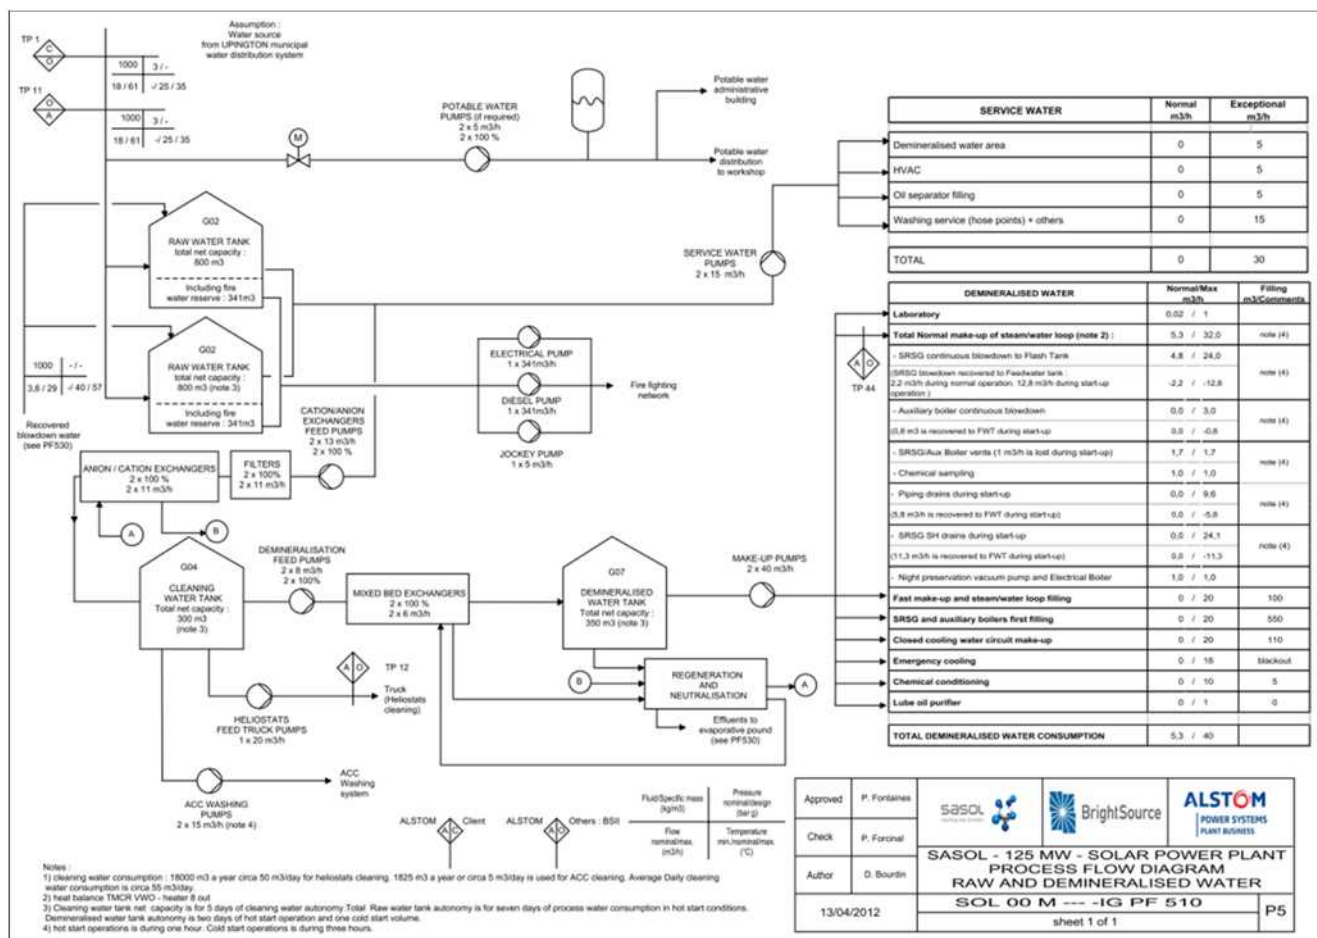 Assumption :
Water source
from UPINGTON municipal
water distribution system
TP 1
C
O
1000 3 / -
18 / 61 -/ 25 / 35
TP 11
O
A
1000 3 / -
18 / 61 -/ 25 / 35
M
POTABLE WATER
PUMPS (if required)
2 x 5 m3/h
2 x 100 %
Potable water
administrative
building
Potable water
distribution
to workshop
G02
RAW WATER TANK
total net capacity :
800 m3
Including fire
water reserve : 341m3
G02
RAW WATER TANK
total net capacity :
800 m3 (note 3)
Including fire
water reserve : 341m3
1000 -/ -
3,6 / 29 -/ 40 / 57
Recovered
blowdown water
(see PF530)
SERVICE WATER
PUMPS
2 x 15 m3/h
ELECTRICAL PUMP
1 x 341m3/h
DIESEL PUMP
1 x 341m3/h
JOCKEY PUMP
1 x 5 m3/h
Fire fighting
network
CATION/ANION
EXCHANGERS
FEED PUMPS
2 x 13 m3/h
2 x 100 %
FILTERS
2 x 100%
2 x 11 m3/h
ANION / CATION EXCHANGERS
2 x 100 %
2 x 11 m3/h
A
B
G04
CLEANING
WATER TANK
Total net capacity :
300 m3
(note 3)
DEMINERALISATION
FEED PUMPS
2 x 8 m3/h
2 x 100%
MIXED BED EXCHANGERS
2 x 100 %
2 x 6 m3/h
G07
DEMINERALISED
WATER TANK
Total net capacity :
350 m3 (note 3)
MAKE-UP PUMPS
2 x 40 m3/h
A O
TP 44
B
REGENERATION
AND
NEUTRALISATION
A
Effluents to
evaporative pound
(see PF530)
A O
TP 12
Truck
(Heliostats
cleaning)
HELIOSTATS
FEED TRUCK PUMPS
1 x 20 m3/h
ACC
Washing
system
ACC WASHING
PUMPS
2 x 15 m3/h (note 4)
SERVICE WATER Normal m3/h Exceptional m3/h
Demineralised water area 0 5
HVAC 0 5
Oil separator filling 0 5
Washing service (hose points) + others 0 15
TOTAL 0 30
DEMINERALISED WATER Normal/Max m3/h Filling m3/Comments
Laboratory 0,02 / 1
Total Normal make-up of steam/water loop (note 2) : 5,3 / 32,0 note (4)
- SRSG continuous blowdown to Flash Tank 4,8 / 24,0
(SRSG blowdown recovered to Feedwater tank :
2,2 m3/h during normal operation. 12,8 m3/h during start-up -2,2 / -12,8 note (4)
operation )
- Auxiliary boiler continuous blowdown 0,0 / 3,0
(0,6 m3 is recovered to FWT during start-up 0,0 / -0,6 note (4)
- SRSG/Aux Boiler vents (1 m3/h is lost during start-up) 1,7 / 1,7
- Chemical sampling 1,0 / 1,0 note (4)
- Piping drains during start-up 0,0 / 9,6
(5,8 m3/h is recovered to FWT during start-up) 0,0 / -5,8 note (4)
- SRSG SH drains during start-up 0,0 / 24,1
(11,3 m3/h is recovered to FWT during start-up) 0,0 / -11,3 note (4)
- Night preservation vacuum pump and Electrical Boiler 1,0 / 1,0
Fast make-up and steam/water loop filling 0 / 20 100
SRSG and auxiliary boilers first filling 0 / 20 550
Closed cooling water circuit make-up 0 / 20 110
Emergency cooling 0 / 16 blackout
Chemical conditioning 0 / 10 5
Lube oil purifier 0 / 1 0
TOTAL DEMINERALISED WATER CONSUMPTION 5,3 / 40
ALSTOM A C Client
ALSTOM A O Others : BSII
Fluid/Specific mass
(kg/m3)
Pressure
nominal/design
(bar g)
Flow
nominal/max.
(m3/h)
Temperature
min./nominal/max.
(°C)
Approved P. Fontaines
Check P. Forcinal
Author D. Bourdin
13/04/2012
sasol
BrightSource
ALSTOM
POWER SYSTEMS
PLANT BUSINESS
SASOL - 125 MW - SOLAR POWER PLANT
PROCESS FLOW DIAGRAM
RAW AND DEMINERALISED WATER
SOL 00 M --- -IG PF 510
sheet 1 of 1
P5
Notes :
1) cleaning water consumption : 18000 m3 a year circa 50 m3/day for heliostats cleaning. 1825 m3 a year or circa 5 m3/day is used for ACC cleaning. Average Daily cleaning
water consumption is circa 55 m3/day.
2) heat balance TMCR VWO - heater 8 out
3) Cleaning water tank net capacity is for 5 days of cleaning water autonomy.Total Raw water tank autonomy is for seven days of process water consumption in hot start conditions.
Demineralised water tank autonomy is two days of hot start operation and one cold start volume.
4) hot start operations is during one hour. Cold start operations is during three hours.